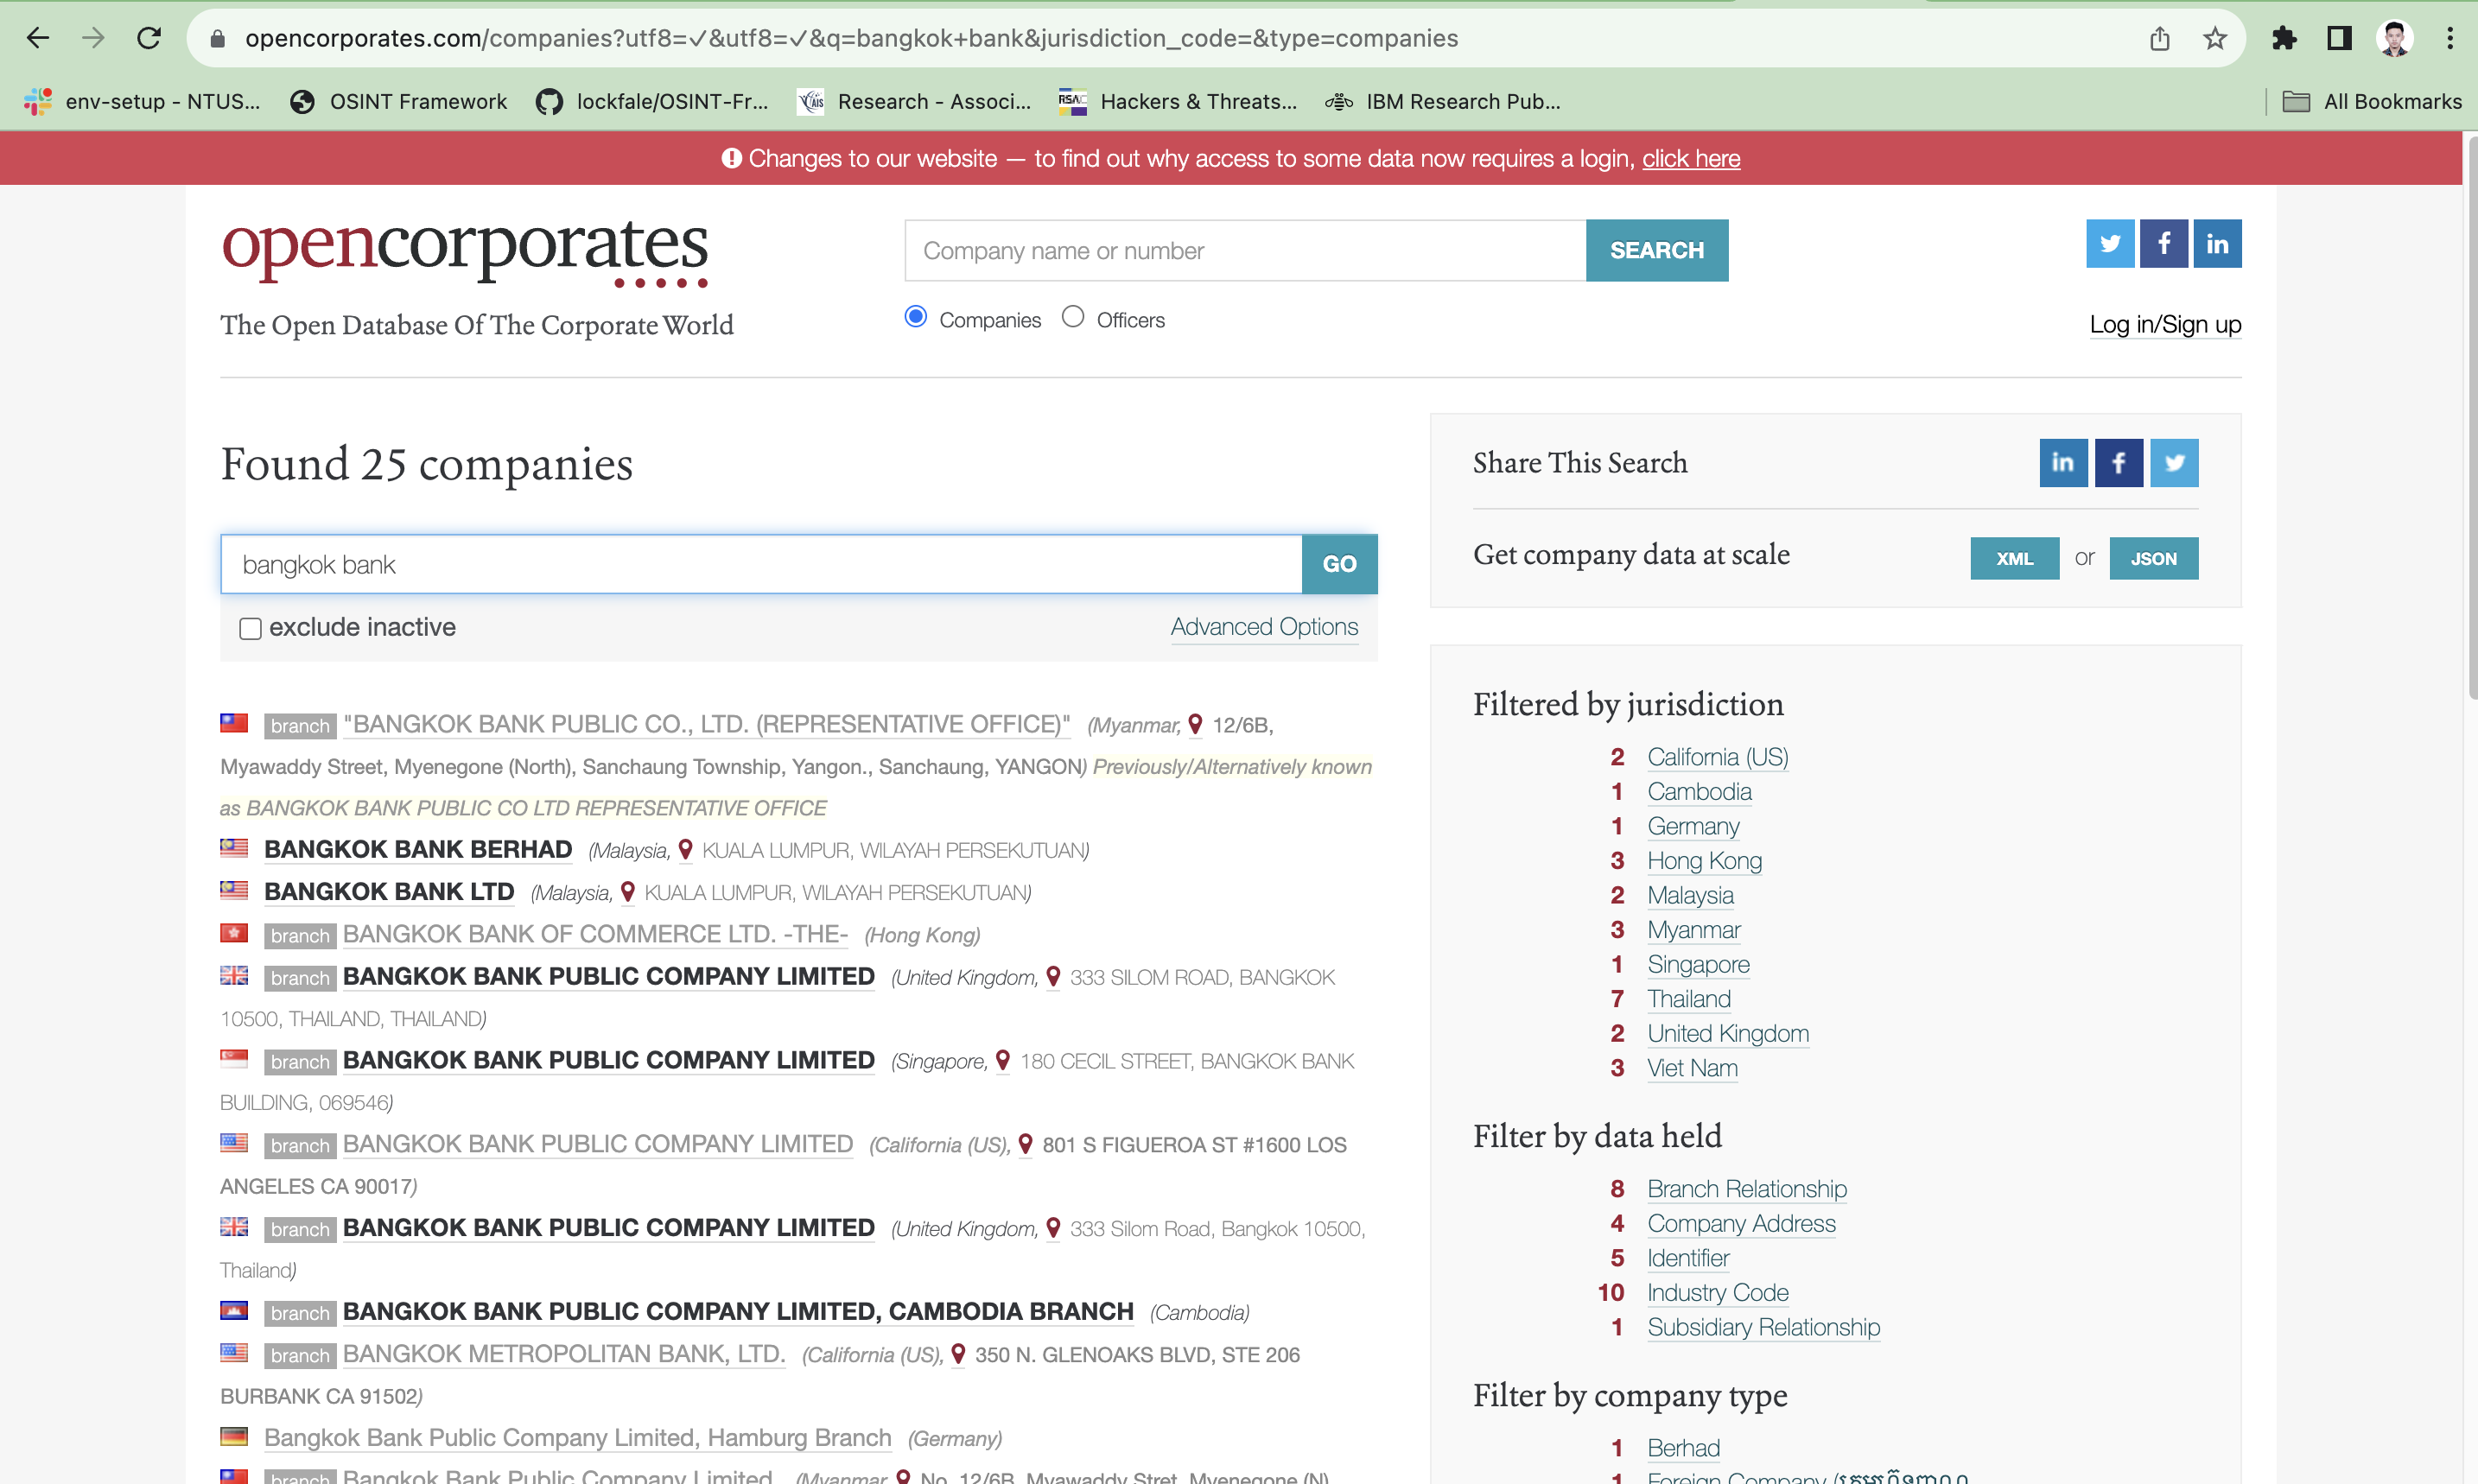 opencorporates.com/companies?utf8=✓&utf8=✓&q=bangkok+bank&jurisdiction_code=&type=companies
env-setup - NTUS...
OSINT Framework
lockfale/OSINT-Fr...
Research - Associ...
Hackers & Threats...
IBM Research Pub...
All Bookmarks
Changes to our website — to find out why access to some data now requires a login, click here
opencorporates
The Open Database Of The Corporate World
Company name or number
SEARCH
Companies Officers
Log in/Sign up
Found 25 companies
bangkok bank
GO
exclude inactive
Advanced Options
branch "BANGKOK BANK PUBLIC CO., LTD. (REPRESENTATIVE OFFICE)" (Myanmar, 12/6B,
Myawaddy Street, Myenegone (North), Sanchaung Township, Yangon., Sanchaung, YANGON) Previously/Alternatively known
as BANGKOK BANK PUBLIC CO LTD REPRESENTATIVE OFFICE
BANGKOK BANK BERHAD (Malaysia, KUALA LUMPUR, WILAYAH PERSEKUTUAN)
BANGKOK BANK LTD (Malaysia, KUALA LUMPUR, WILAYAH PERSEKUTUAN)
branch BANGKOK BANK OF COMMERCE LTD. -THE- (Hong Kong)
branch BANGKOK BANK PUBLIC COMPANY LIMITED (United Kingdom, 333 SILOM ROAD, BANGKOK
10500, THAILAND, THAILAND)
branch BANGKOK BANK PUBLIC COMPANY LIMITED (Singapore, 180 CECIL STREET, BANGKOK BANK
BUILDING, 069546)
branch BANGKOK BANK PUBLIC COMPANY LIMITED (California (US), 801 S FIGUEROA ST #1600 LOS
ANGELES CA 90017)
branch BANGKOK BANK PUBLIC COMPANY LIMITED (United Kingdom, 333 Silom Road, Bangkok 10500,
Thailand)
branch BANGKOK BANK PUBLIC COMPANY LIMITED, CAMBODIA BRANCH (Cambodia)
branch BANGKOK METROPOLITAN BANK, LTD. (California (US), 350 N. GLENOAKS BLVD, STE 206
BURBANK CA 91502)
Bangkok Bank Public Company Limited, Hamburg Branch (Germany)
branch Bangkok Bank Public Company Limited (Myanmar, No. 12/6B, Myawaddy Stret, Myenegone (N)
Share This Search
Get company data at scale
XML or JSON
Filtered by jurisdiction
2 California (US)
1 Cambodia
1 Germany
3 Hong Kong
2 Malaysia
3 Myanmar
1 Singapore
7 Thailand
2 United Kingdom
3 Viet Nam
Filter by data held
8 Branch Relationship
4 Company Address
5 Identifier
10 Industry Code
1 Subsidiary Relationship
Filter by company type
1 Berhad
1 Foreign Company